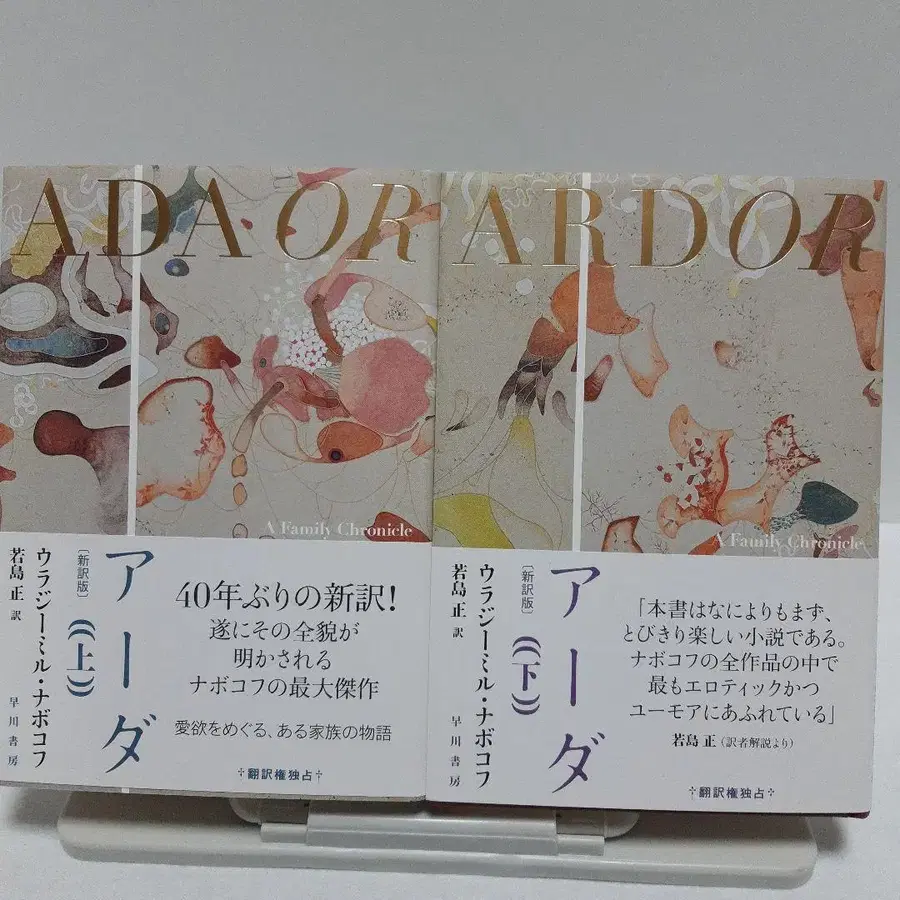 ADA OR
A Family Chronicle
アーダ
〔新訳版〕
《上》
ウラジーミル・ナボコフ
若島 正 訳
早川書房
40年ぶりの新訳!
遂にその全貌が
明かされる
ナボコフの最大傑作
愛欲をめぐる、ある家族の物語
✝翻訳権独占✝
ARDOR
A Family Chronicle
アーダ
〔新訳版〕
《下》
ウラジーミル・ナボコフ
若島 正 訳
早川書房
「本書はなによりもまず、
とびきり楽しい小説である。
ナボコフの全作品の中で
最もエロティックかつ
ユーモアにあふれている」
若島 正(訳者解説より)
✝翻訳権独占✝